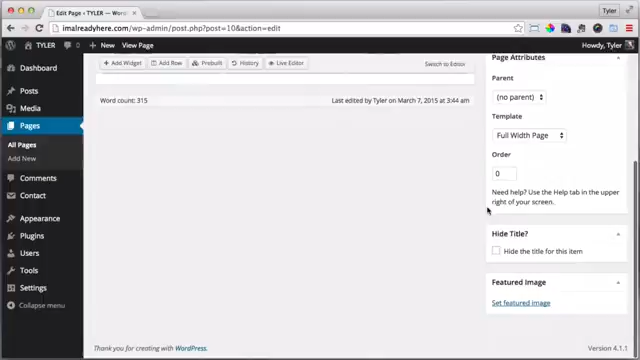 Tyler
Edit Page ‹ TYLER — Word
imalreadyhere.com/wp-admin/post.php?post=10&action=edit
TYLER 0 + New View Page Howdy, Tyler
Dashboard
Posts
Media
Pages
All Pages
Add New
Comments
Contact
Appearance
Plugins
Users
Tools
Settings
Collapse menu
Add Widget Add Row Prebuilt History Live Editor Switch to Editor
Word count: 315 Last edited by Tyler on March 7, 2015 at 3:44 am
Page Attributes
Parent
(no parent)
Template
Full Width Page
Order
0
Need help? Use the Help tab in the upper
right of your screen.
Hide Title?
Hide the title for this item
Featured Image
Set featured image
Thank you for creating with WordPress. Version 4.1.1